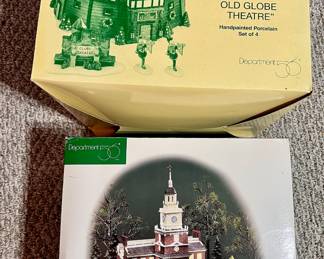 OLD GLOBE
THEATRE"
Handpainted Porcelain
Set of 4
Department 56
Department 56